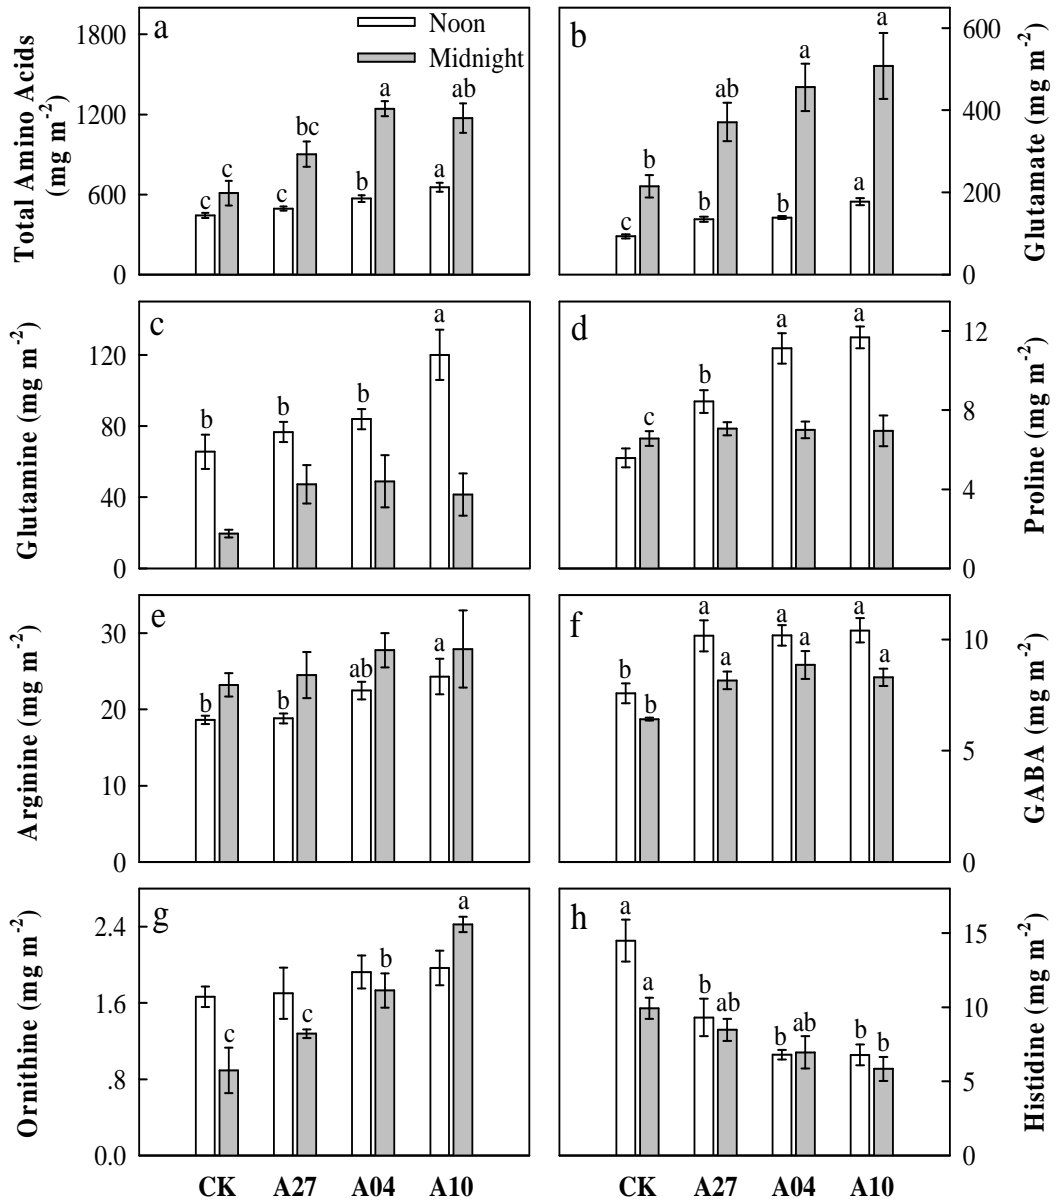 a
Noon
Midnight
1800
1200
600
0
Total Amino Acids
(mg m-2)
c
c
c
bc
b
a
a
ab
b
600
400
200
0
Glutamate (mg m-2)
c
b
b
ab
b
a
a
a
c
120
80
40
0
Glutamine (mg m-2)
b
b
b
a
d
12
8
4
0
Proline (mg m-2)
c
b
a
a
e
30
20
10
0
Arginine (mg m-2)
b
b
ab
a
f
10
5
0
GABA (mg m-2)
b
b
a
a
a
a
a
a
g
2.4
1.6
.8
0.0
Ornithine (mg m-2)
c
c
b
a
h
15
10
5
0
Histidine (mg m-2)
a
a
b
ab
b
ab
b
b
CK A27 A04 A10
CK A27 A04 A10